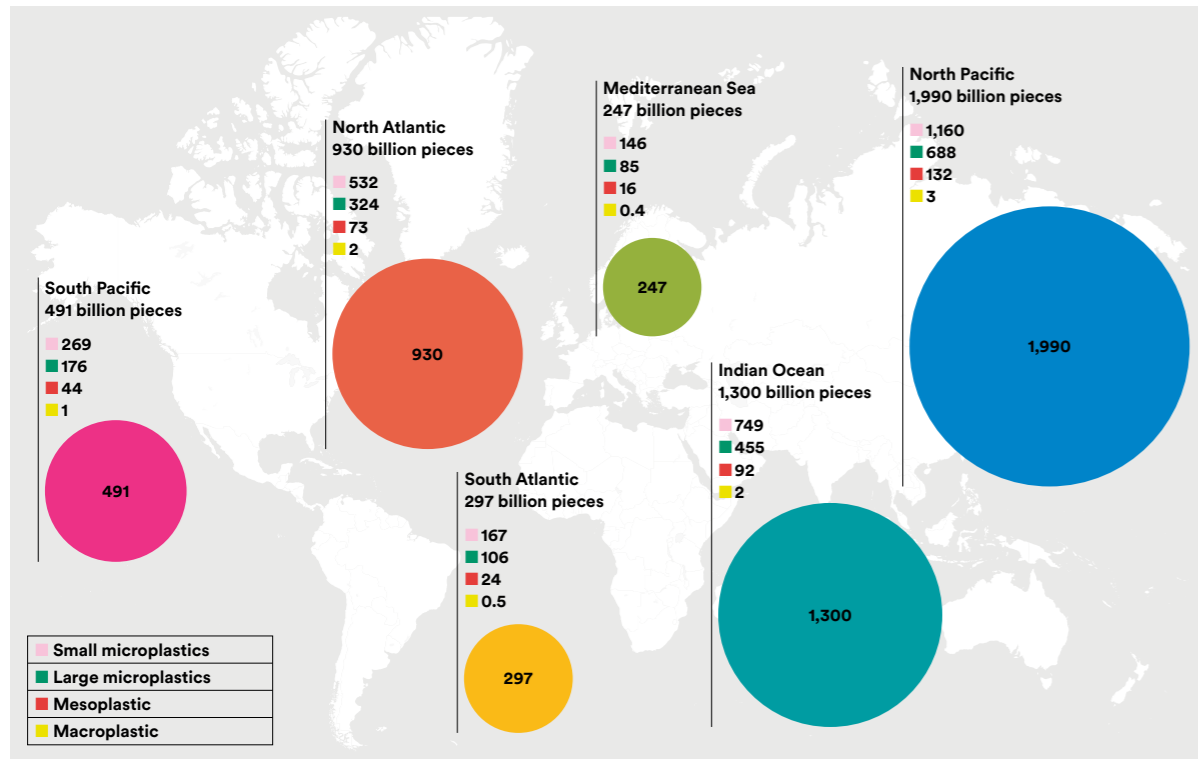 North Pacific
1,990 billion pieces
1,160
688
132
3
1,990
Mediterranean Sea
247 billion pieces
146
85
16
0.4
247
North Atlantic
930 billion pieces
532
324
73
2
930
South Pacific
491 billion pieces
269
176
44
1
491
Indian Ocean
1,300 billion pieces
749
455
92
2
1,300
South Atlantic
297 billion pieces
167
106
24
0.5
297
Small microplastics
Large microplastics
Mesoplastic
Macroplastic